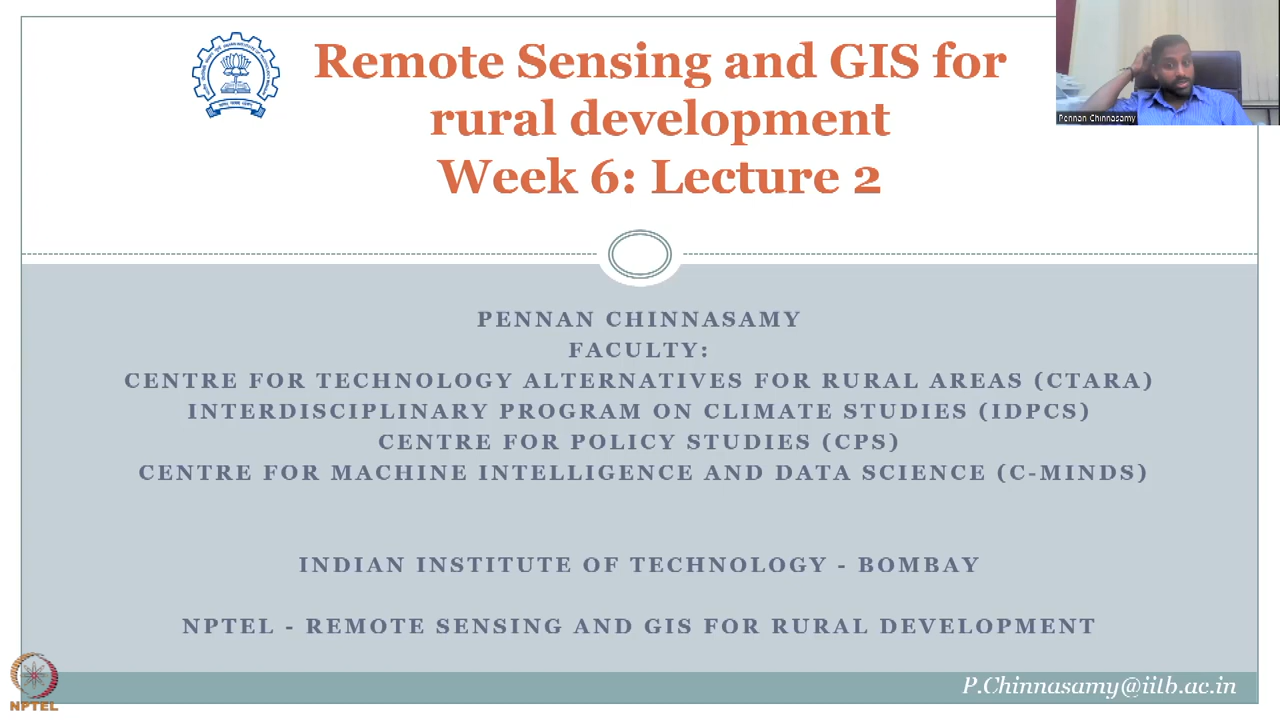 Remote Sensing and GIS for
rural development
Week 6: Lecture 2
Pennan Chinnasamy
PENNAN CHINNASAMY
FACULTY:
CENTRE FOR TECHNOLOGY ALTERNATIVES FOR RURAL AREAS (CTARA)
INTERDISCIPLINARY PROGRAM ON CLIMATE STUDIES (IDPCS)
CENTRE FOR POLICY STUDIES (CPS)
CENTRE FOR MACHINE INTELLIGENCE AND DATA SCIENCE (C-MINDS)
INDIAN INSTITUTE OF TECHNOLOGY - BOMBAY
NPTEL - REMOTE SENSING AND GIS FOR RURAL DEVELOPMENT
P.Chinnasamy@iitb.ac.in
NPTEL